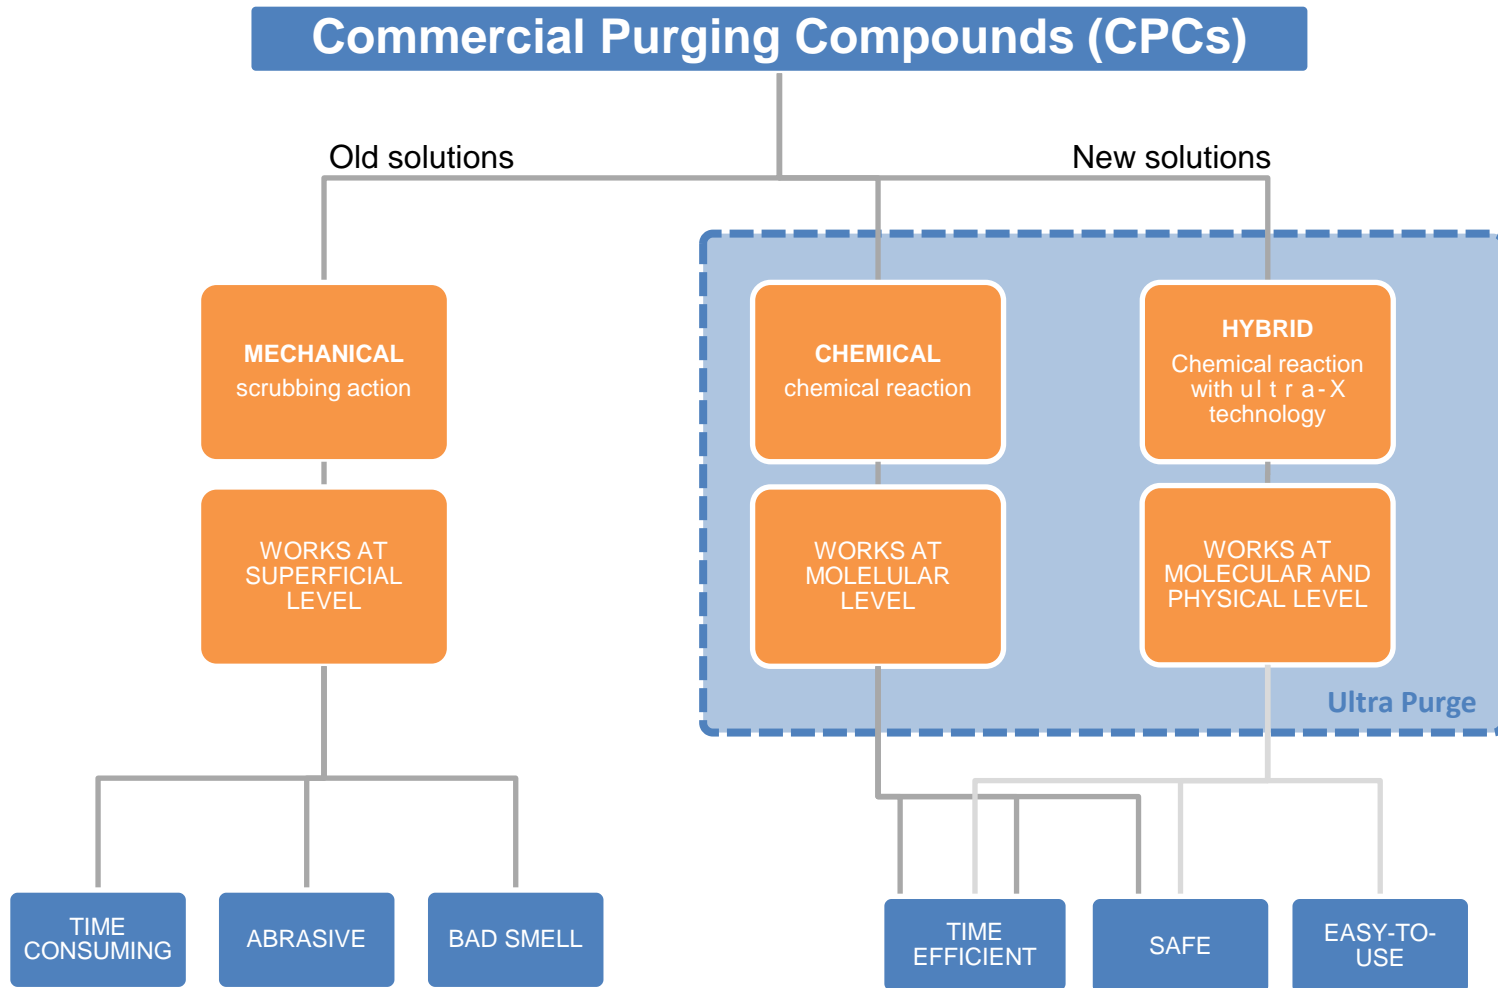 Commercial Purging Compounds (CPCs)
Old solutions
New solutions
MECHANICAL
scrubbing action
CHEMICAL
chemical reaction
HYBRID
Chemical reaction
with ul t r a- X
technology
WORKS AT
SUPERFICIAL
LEVEL
WORKS AT
MOLELULAR
LEVEL
WORKS AT
MOLECULAR AND
PHYSICAL LEVEL
Ultra Purge
TIME
CONSUMING
ABRASIVE
BAD SMELL
TIME
EFFICIENT
SAFE
EASY-TO-
USE